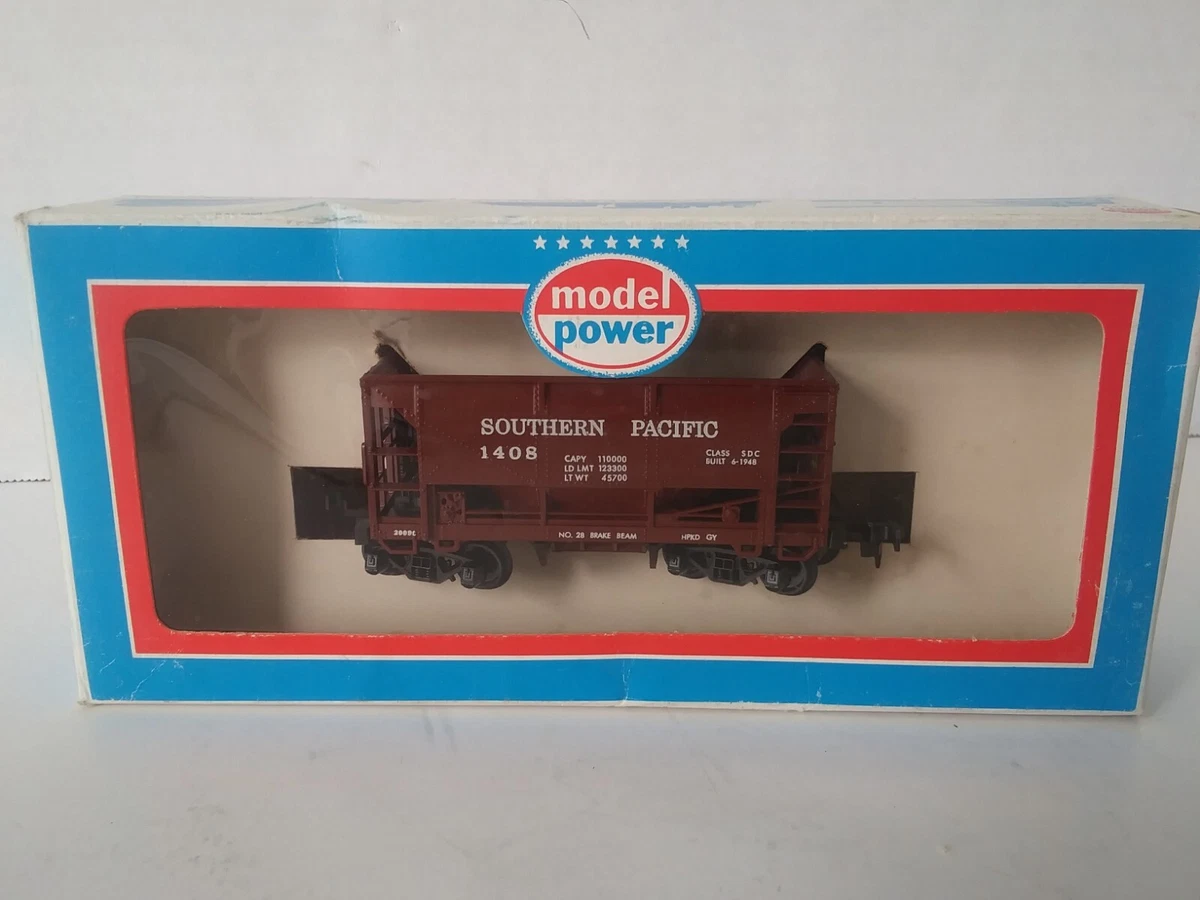 model
power
SOUTHERN PACIFIC
1408
CAPY 110000
LD LMT 123300
LT WT 45700
CLASS SDC
BUILT 6-1948
NO. 28 BRAKE BEAM
HPKD GY